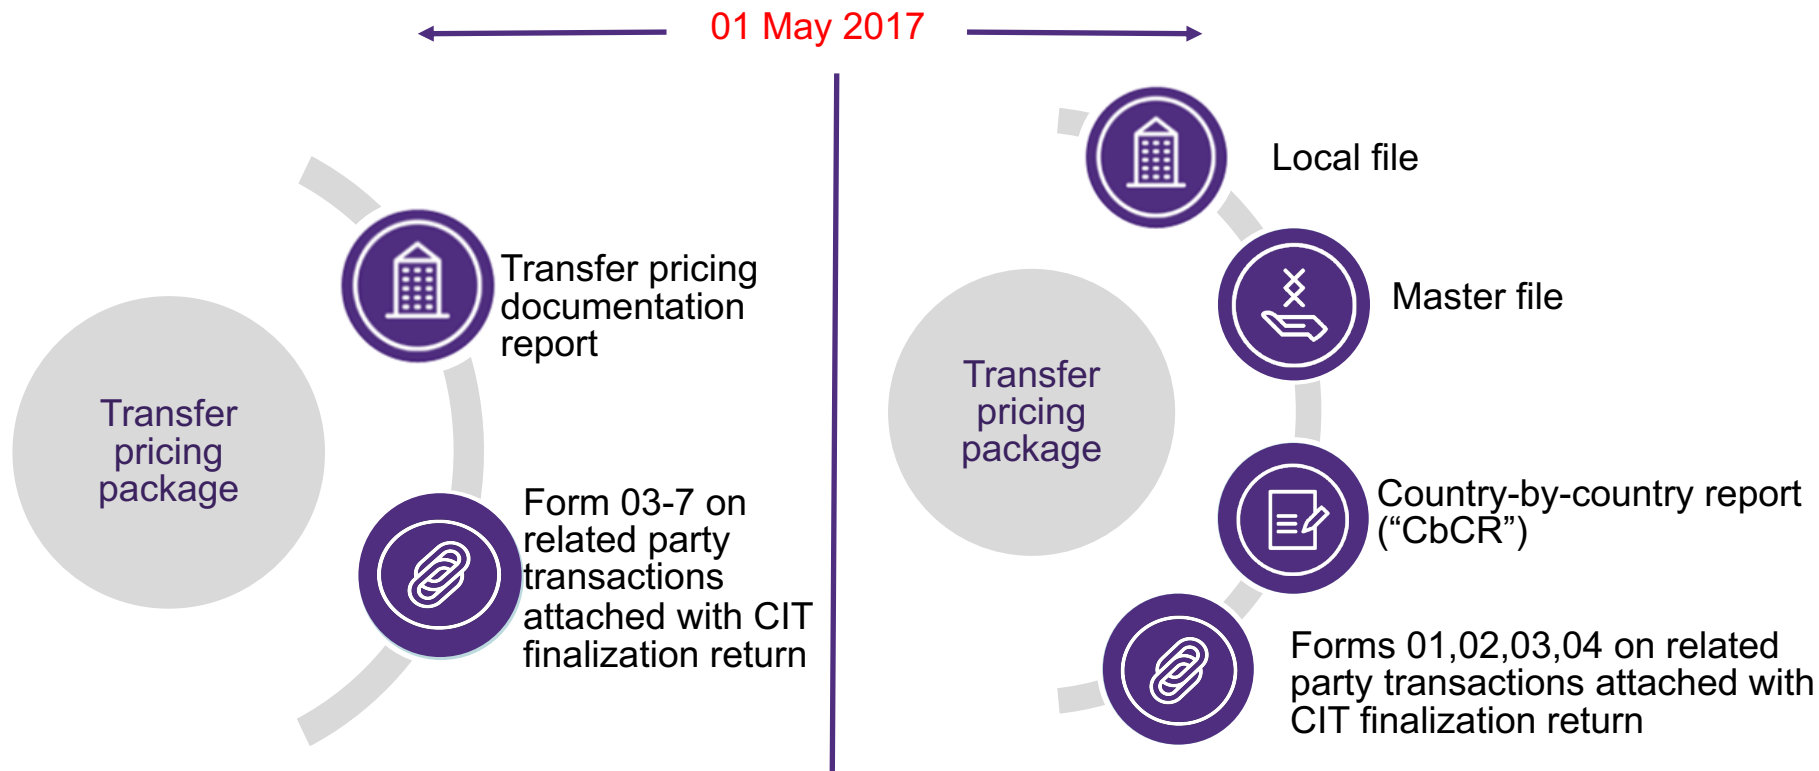 01 May 2017
Transfer
pricing
package
Transfer pricing
documentation
report
Form 03-7 on
related party
transactions
attached with CIT
finalization return
Transfer
pricing
package
Local file
Master file
Country-by-country report
(“CbCR”)
Forms 01,02,03,04 on related
party transactions attached with
CIT finalization return